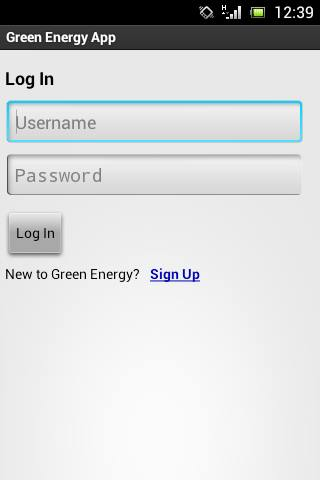 12:39
Green Energy App
Log In
Username
Password
Log In
New to Green Energy? Sign Up